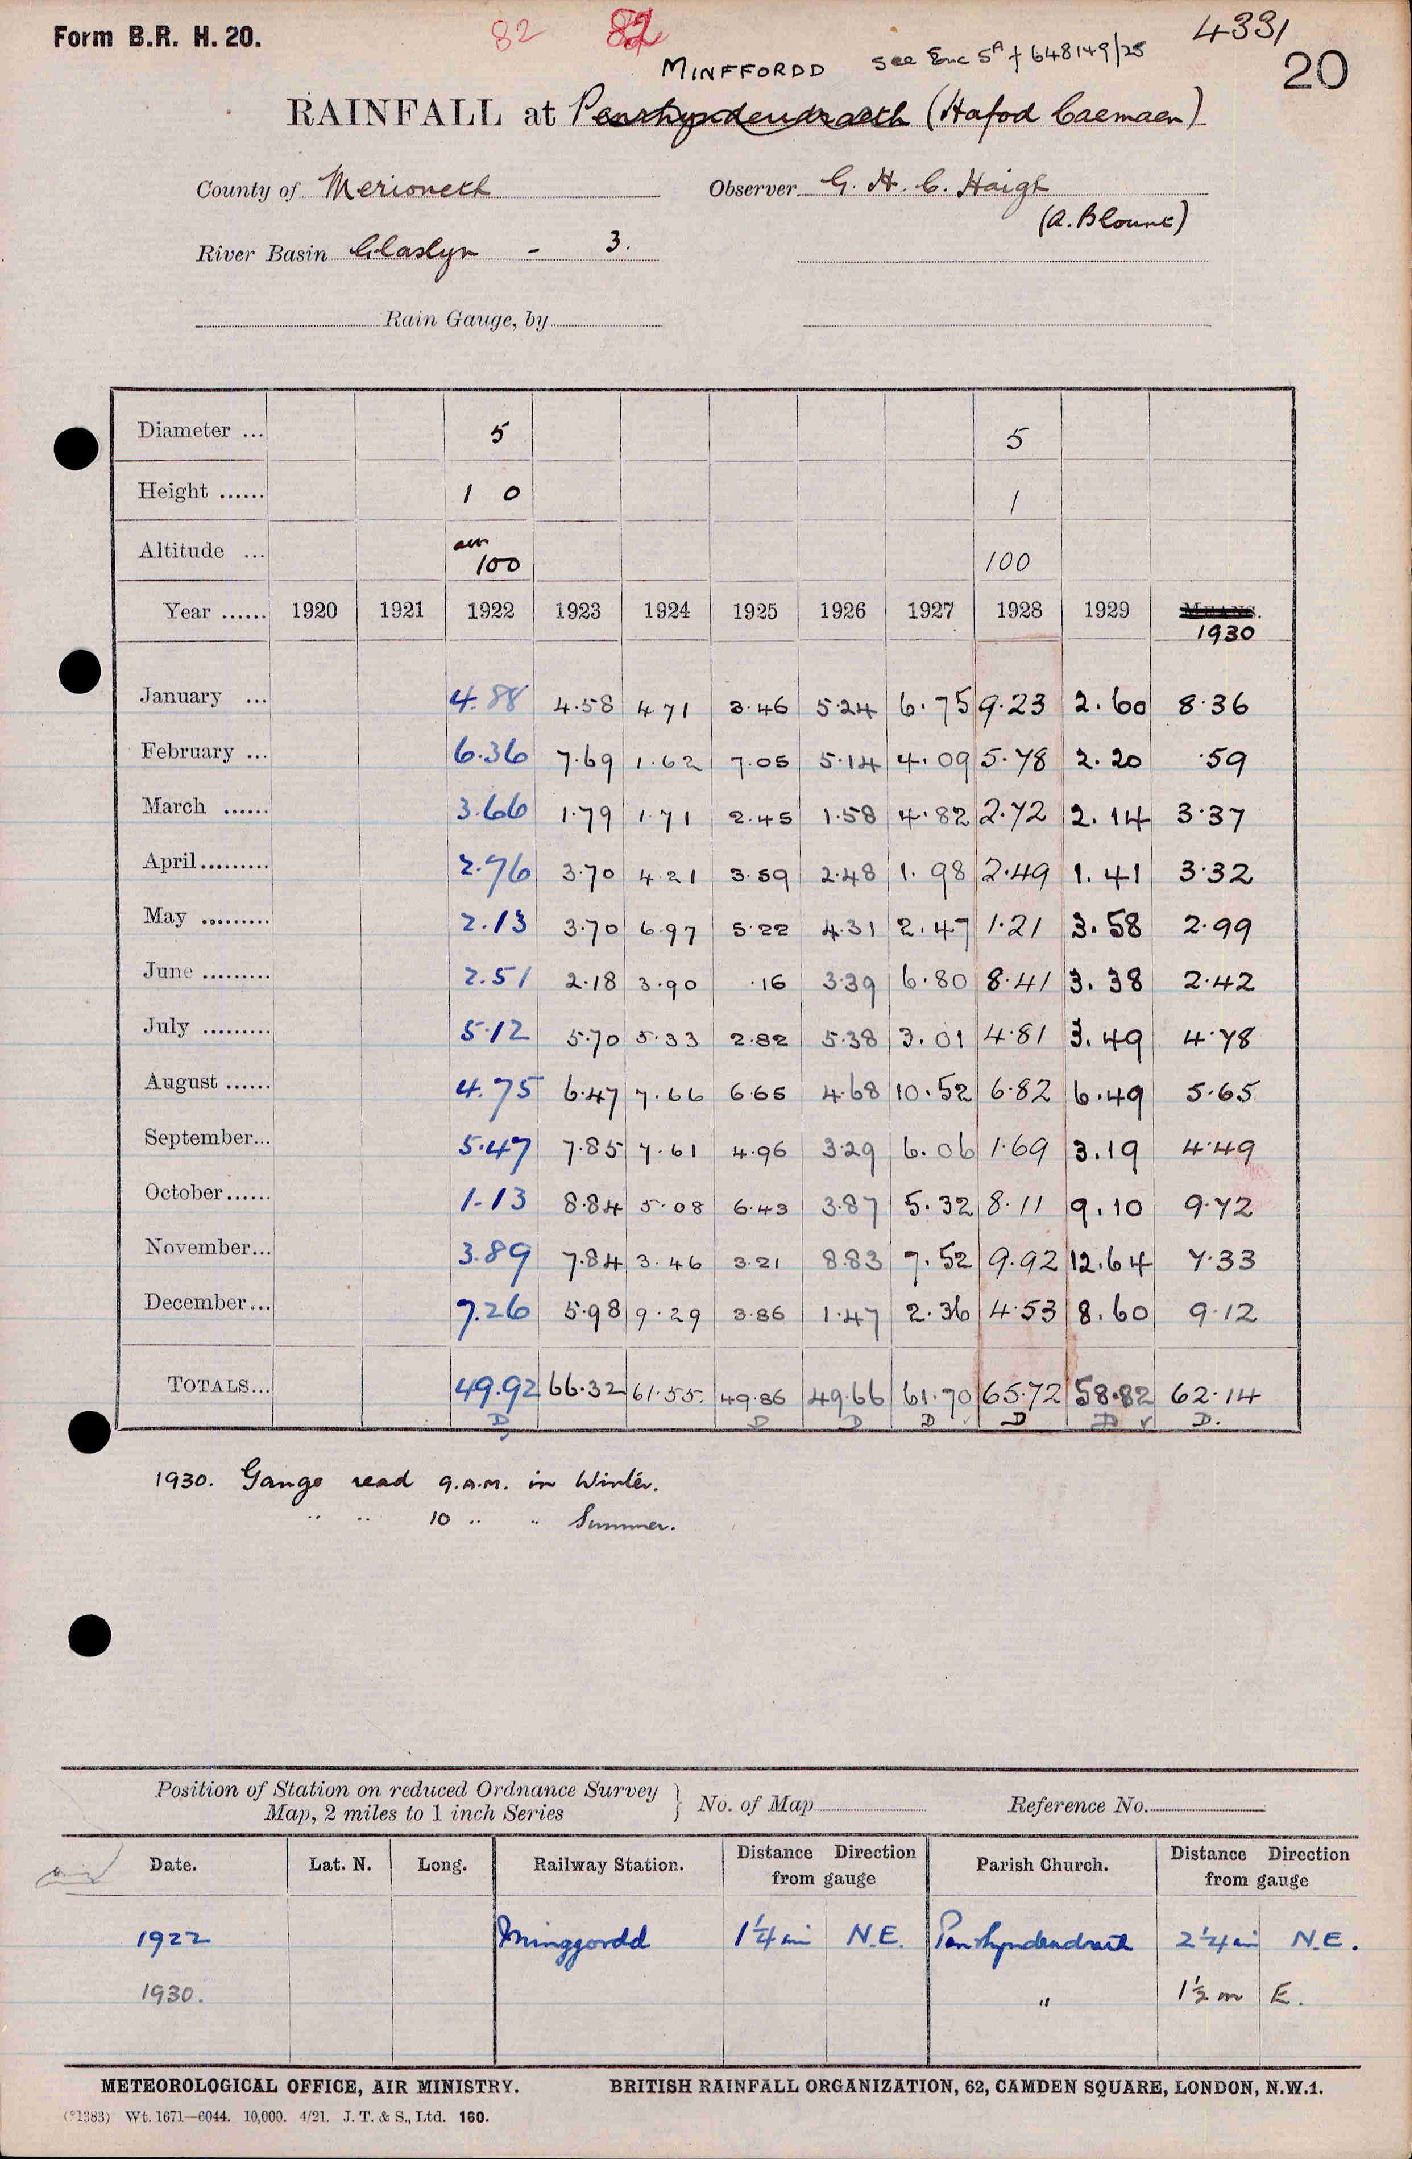 Form B.R. H. 20.
82 82 4331
MINFFORDD see Enc 5A of 648149/25 20
RAINFALL at Penrhyndeudraeth (Hafod Caemaen)
County of Merioneth Observer G. H. C. Haigh
(A. Blount)
River Basin Glaslyn - 3.
Rain Gauge, by
Diameter ... 5 5
Height ...... 1 0 1
Altitude ... 100 100
Year ...... 1920 1921 1922 1923 1924 1925 1926 1927 1928 1929 MEANS.
1930
January ... 4.88 4.58 4.71 3.46 5.24 6.75 9.23 2.60 8.36
February ... 6.36 7.69 1.62 7.05 5.14 4.09 5.78 2.20 .59
March ...... 3.66 1.79 1.71 2.45 1.58 4.82 2.72 2.14 3.37
April ......... 2.76 3.70 4.21 3.59 2.48 1.98 2.49 1.41 3.32
May ......... 2.13 3.70 6.97 5.22 4.31 2.47 1.21 3.58 2.99
June ......... 2.51 2.18 3.90 .16 3.39 6.80 8.41 3.38 2.42
July ......... 5.12 5.70 5.33 2.82 5.38 3.01 4.81 3.49 4.78
August ...... 4.75 6.47 7.66 6.65 4.68 10.52 6.82 6.49 5.65
September... 5.47 7.85 7.61 4.96 3.29 6.06 1.69 3.19 4.49
October...... 1.13 8.84 5.08 6.43 3.87 5.32 8.11 9.10 9.72
November... 3.89 7.84 3.46 3.21 8.83 7.52 9.92 12.64 7.33
December... 7.26 5.98 9.29 3.86 1.47 2.36 4.53 8.60 9.12
TOTALS... 49.92 66.32 61.55 49.86 49.66 61.70 65.72 58.82 62.14
D D D D D D D.
1930. Gauge read 9.A.M. in Winter.
" " 10 " " Summer.
Position of Station on reduced Ordnance Survey
Map, 2 miles to 1 inch Series } No. of Map Reference No.
Date. Lat. N. Long. Railway Station. Distance Direction from gauge Parish Church. Distance Direction from gauge
1922 Minggordd 1¼ mi N.E. Penrhyndeudraeth 2¼ mi N.E.
1930. " 1½ m E.
METEOROLOGICAL OFFICE, AIR MINISTRY. BRITISH RAINFALL ORGANIZATION, 62, CAMDEN SQUARE, LONDON, N.W.1.
(*1383) Wt. 1671—6044. 10,000. 4/21. J. T. & S., Ltd. 160.